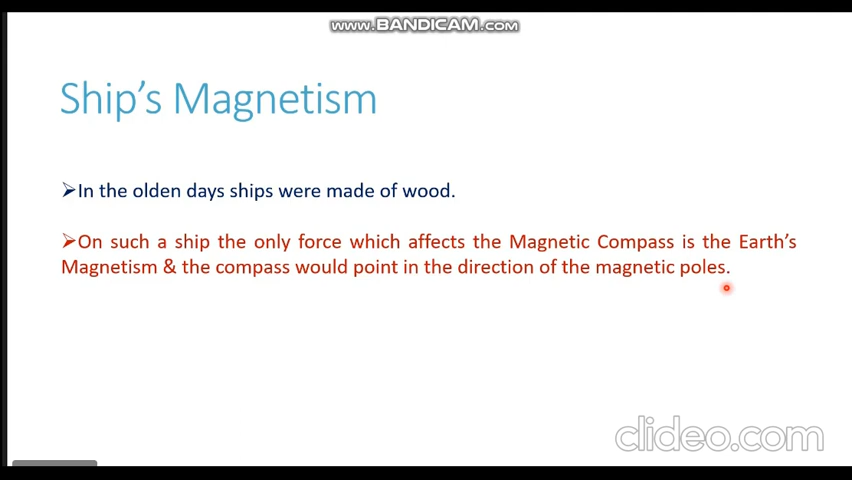 www.BANDICAM.com
Ship's Magnetism
➢In the olden days ships were made of wood.
➢On such a ship the only force which affects the Magnetic Compass is the Earth's
Magnetism & the compass would point in the direction of the magnetic poles.
clideo.com